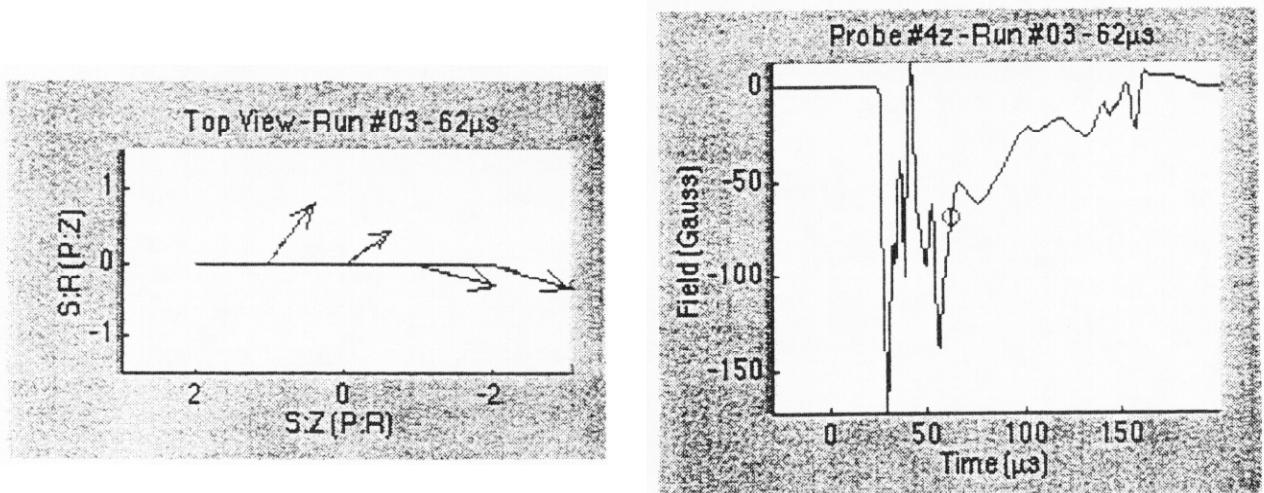 Top View-Run #03-62µs
1
0
-1
S:R (P:Z)
2 0 -2
S:Z (P:R)
Probe #4z-Run #03-62µs
0
-50
-100
-150
Field (Gauss)
0 50 100 150
Time (µs)